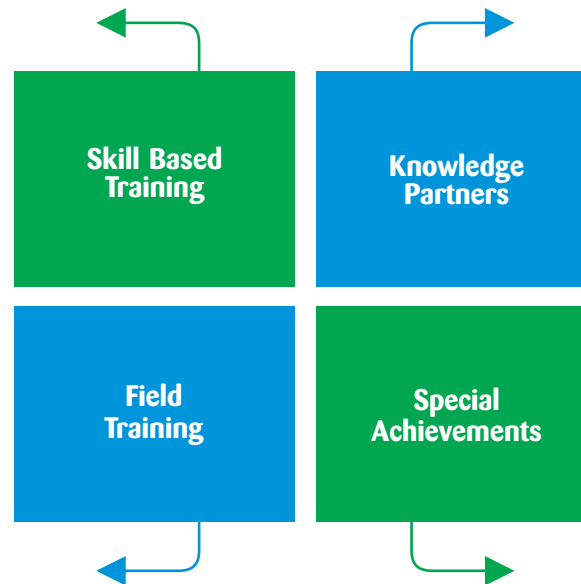 Skill Based
Training
Knowledge
Partners
Field
Training
Special
Achievements